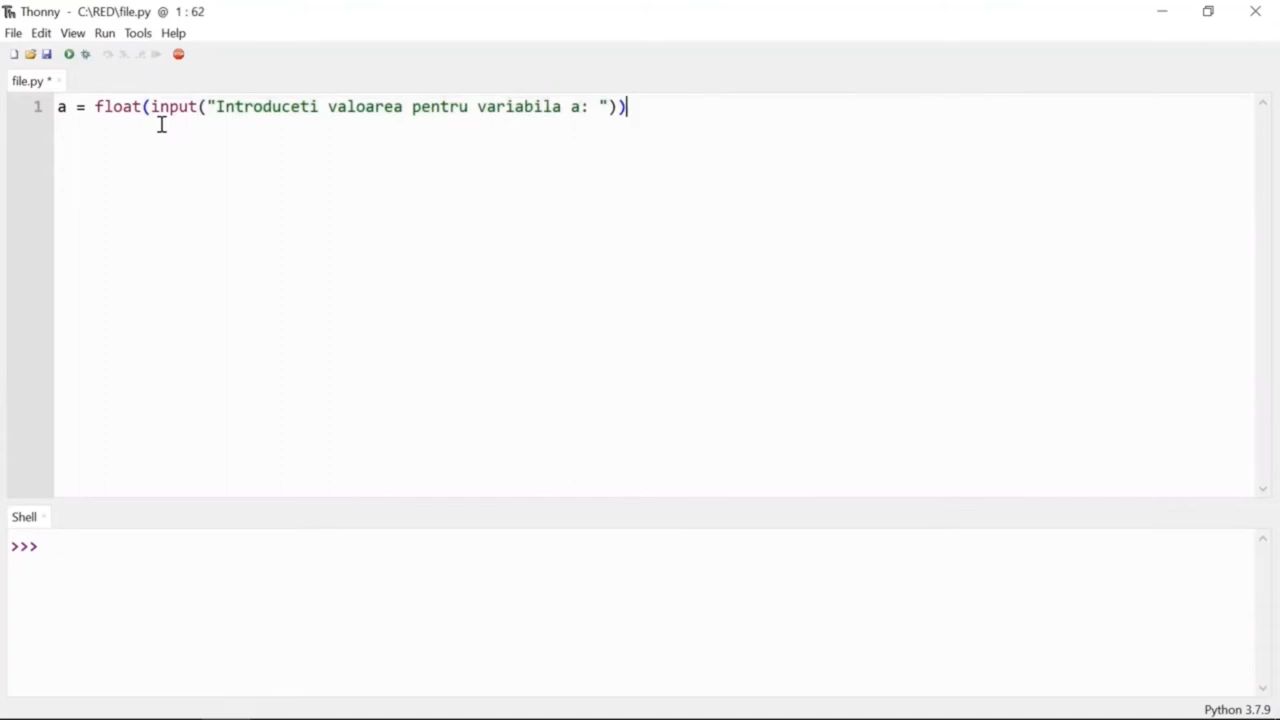 Thonny - C:\RED\file.py @ 1 : 62
File Edit View Run Tools Help
file.py *
1 a = float(input("Introduceti valoarea pentru variabila a: "))
Shell
>>>
Python 3.7.9